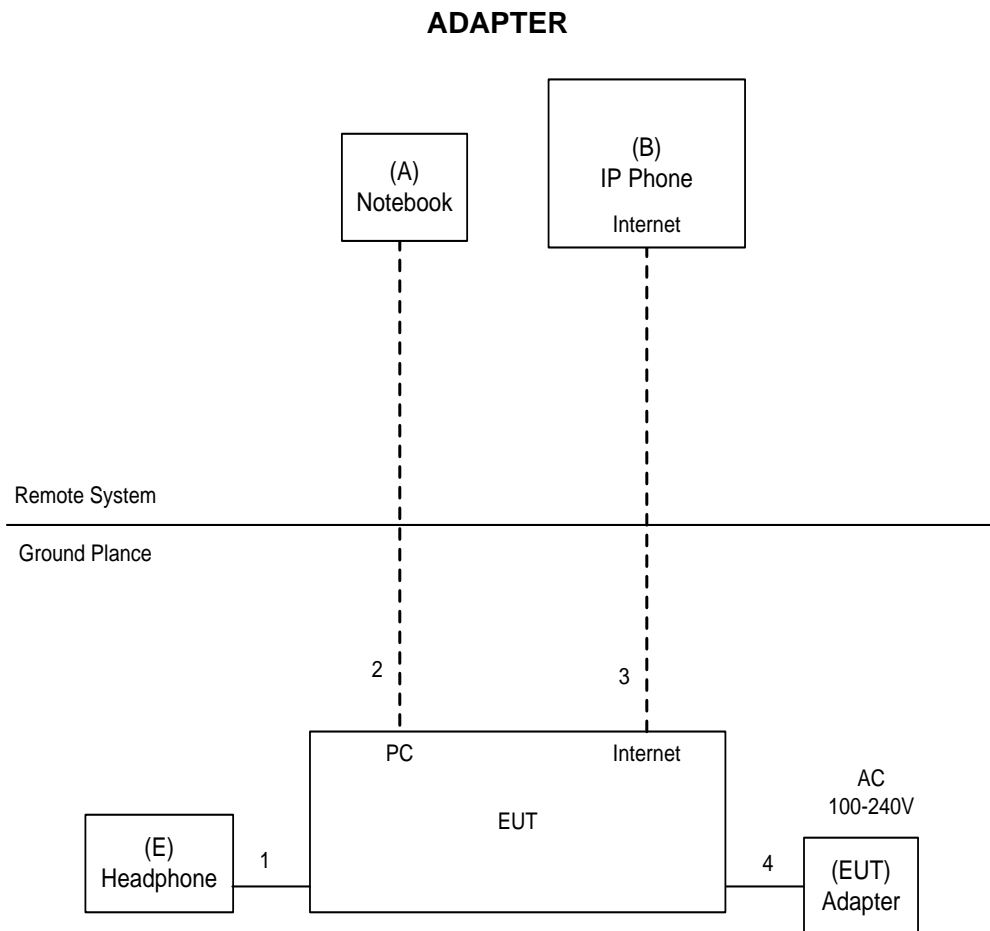 ADAPTER
(A)
Notebook
(B)
IP Phone
Internet
Remote System
Ground Plance
2
3
PC
Internet
EUT
AC
100-240V
(E)
Headphone
1
4
(EUT)
Adapter